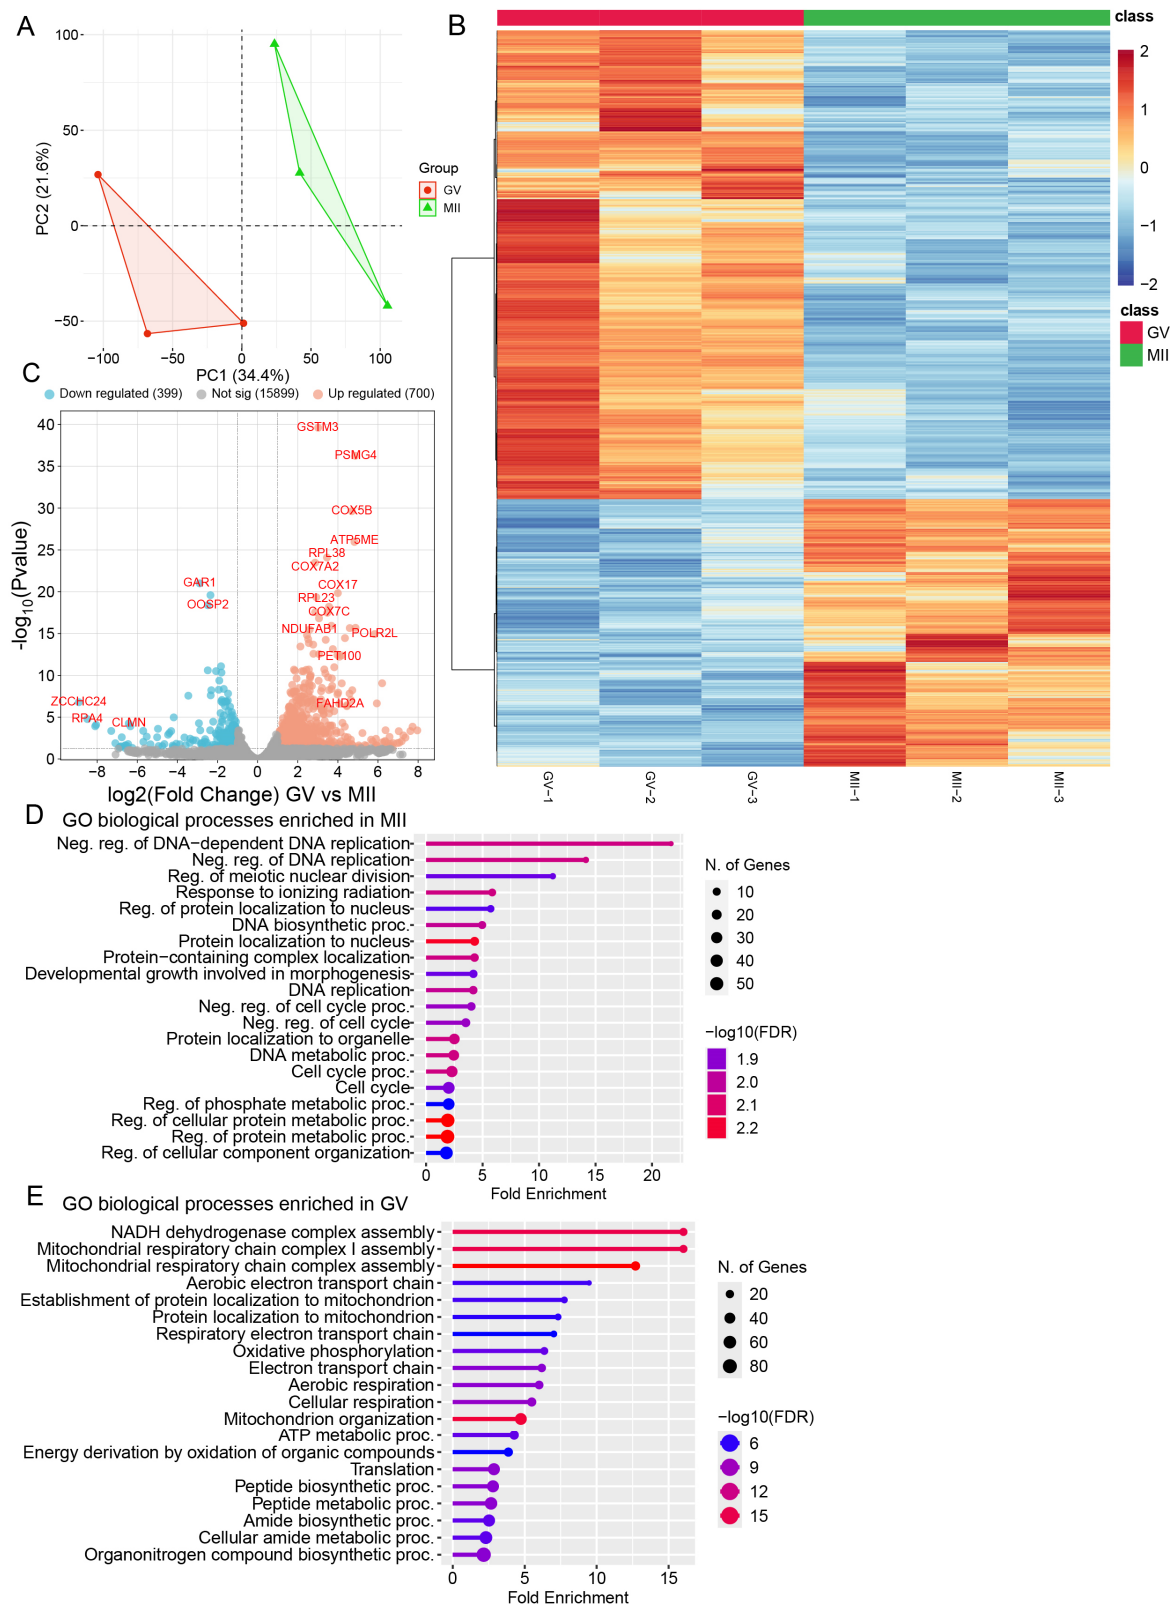 A
100
50
0
−50
PC2 (21.6%)
−100
−50
0
50
100
PC1 (34.4%)
Group
GV
MII
B
class
2
1
0
−1
−2
class
GV
MII
GV−1
GV−2
GV−3
MII−1
MII−2
MII−3
C
Down regulated (399)
Not sig (15899)
Up regulated (700)
40
35
30
25
20
15
10
5
0
-log10(Pvalue)
GSTM3
PSMG4
COX5B
ATP5ME
RPL38
COX7A2
GAR1
COX17
RPL23
OOSP2
COX7C
NDUFAB1
POLR2L
PET100
ZCCHC24
FAHD2A
RPA4
CLMN
−8
−6
−4
−2
0
2
4
6
8
log2(Fold Change) GV vs MII
D
GO biological processes enriched in MII
Neg. reg. of DNA−dependent DNA replication
Neg. reg. of DNA replication
Reg. of meiotic nuclear division
Response to ionizing radiation
Reg. of protein localization to nucleus
DNA biosynthetic proc.
Protein localization to nucleus
Protein−containing complex localization
Developmental growth involved in morphogenesis
DNA replication
Neg. reg. of cell cycle proc.
Neg. reg. of cell cycle
Protein localization to organelle
DNA metabolic proc.
Cell cycle proc.
Cell cycle
Reg. of phosphate metabolic proc.
Reg. of cellular protein metabolic proc.
Reg. of protein metabolic proc.
Reg. of cellular component organization
0
5
10
15
20
Fold Enrichment
N. of Genes
10
20
30
40
50
−log10(FDR)
1.9
2.0
2.1
2.2
E
GO biological processes enriched in GV
NADH dehydrogenase complex assembly
Mitochondrial respiratory chain complex I assembly
Mitochondrial respiratory chain complex assembly
Aerobic electron transport chain
Establishment of protein localization to mitochondrion
Protein localization to mitochondrion
Respiratory electron transport chain
Oxidative phosphorylation
Electron transport chain
Aerobic respiration
Cellular respiration
Mitochondrion organization
ATP metabolic proc.
Energy derivation by oxidation of organic compounds
Translation
Peptide biosynthetic proc.
Peptide metabolic proc.
Amide biosynthetic proc.
Cellular amide metabolic proc.
Organonitrogen compound biosynthetic proc.
0
5
10
15
Fold Enrichment
N. of Genes
20
40
60
80
−log10(FDR)
6
9
12
15